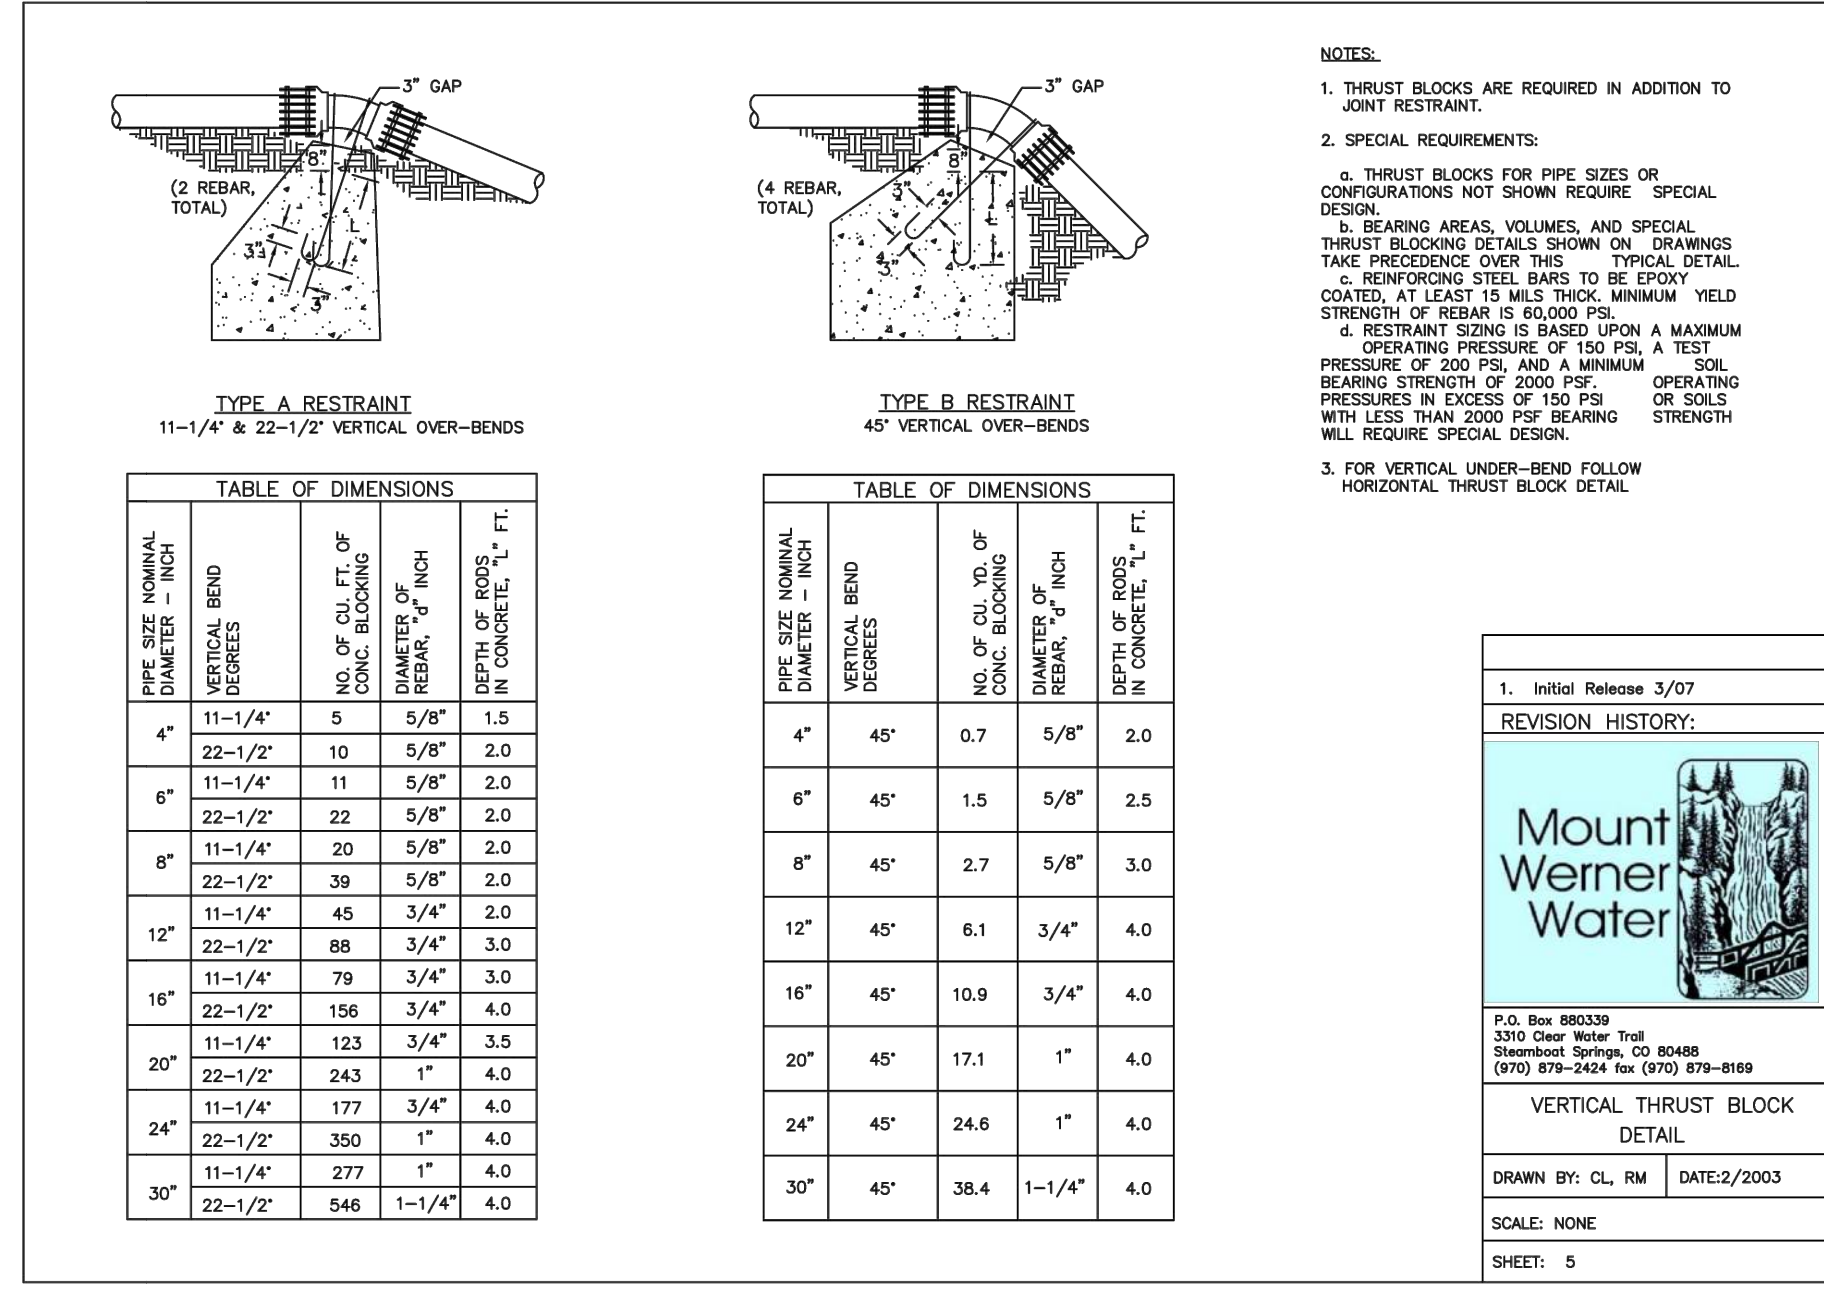 3" GAP
8"
(2 REBAR,
TOTAL)
L
3"
3"
TYPE A RESTRAINT
11-1/4° & 22-1/2° VERTICAL OVER-BENDS
3" GAP
8"
(4 REBAR,
TOTAL)
3"
L
3"
TYPE B RESTRAINT
45° VERTICAL OVER-BENDS
NOTES:
1. THRUST BLOCKS ARE REQUIRED IN ADDITION TO
JOINT RESTRAINT.
2. SPECIAL REQUIREMENTS:
a. THRUST BLOCKS FOR PIPE SIZES OR
CONFIGURATIONS NOT SHOWN REQUIRE SPECIAL
DESIGN.
b. BEARING AREAS, VOLUMES, AND SPECIAL
THRUST BLOCKING DETAILS SHOWN ON DRAWINGS
TAKE PRECEDENCE OVER THIS TYPICAL DETAIL.
c. REINFORCING STEEL BARS TO BE EPOXY
COATED, AT LEAST 15 MILS THICK. MINIMUM YIELD
STRENGTH OF REBAR IS 60,000 PSI.
d. RESTRAINT SIZING IS BASED UPON A MAXIMUM
OPERATING PRESSURE OF 150 PSI, A TEST
PRESSURE OF 200 PSI, AND A MINIMUM SOIL
BEARING STRENGTH OF 2000 PSF. OPERATING
PRESSURES IN EXCESS OF 150 PSI OR SOILS
WITH LESS THAN 2000 PSF BEARING STRENGTH
WILL REQUIRE SPECIAL DESIGN.
3. FOR VERTICAL UNDER-BEND FOLLOW
HORIZONTAL THRUST BLOCK DETAIL
TABLE OF DIMENSIONS
PIPE SIZE NOMINAL
DIAMETER - INCH
VERTICAL BEND
DEGREES
NO. OF CU. FT. OF
CONC. BLOCKING
DIAMETER OF
REBAR, "d" INCH
DEPTH OF RODS
IN CONCRETE, "L" FT.
4" 11-1/4° 5 5/8" 1.5
22-1/2° 10 5/8" 2.0
6" 11-1/4° 11 5/8" 2.0
22-1/2° 22 5/8" 2.0
8" 11-1/4° 20 5/8" 2.0
22-1/2° 39 5/8" 2.0
12" 11-1/4° 45 3/4" 2.0
22-1/2° 88 3/4" 3.0
16" 11-1/4° 79 3/4" 3.0
22-1/2° 156 3/4" 4.0
20" 11-1/4° 123 3/4" 3.5
22-1/2° 243 1" 4.0
24" 11-1/4° 177 3/4" 4.0
22-1/2° 350 1" 4.0
30" 11-1/4° 277 1" 4.0
22-1/2° 546 1-1/4" 4.0
TABLE OF DIMENSIONS
PIPE SIZE NOMINAL
DIAMETER - INCH
VERTICAL BEND
DEGREES
NO. OF CU. YD. OF
CONC. BLOCKING
DIAMETER OF
REBAR, "d" INCH
DEPTH OF RODS
IN CONCRETE, "L" FT.
4" 45° 0.7 5/8" 2.0
6" 45° 1.5 5/8" 2.5
8" 45° 2.7 5/8" 3.0
12" 45° 6.1 3/4" 4.0
16" 45° 10.9 3/4" 4.0
20" 45° 17.1 1" 4.0
24" 45° 24.6 1" 4.0
30" 45° 38.4 1-1/4" 4.0
1. Initial Release 3/07
REVISION HISTORY:
Mount
Werner
Water
P.O. Box 880339
3310 Clear Water Trail
Steamboat Springs, CO 80488
(970) 879-2424 fax (970) 879-8169
VERTICAL THRUST BLOCK
DETAIL
DRAWN BY: CL, RM DATE:2/2003
SCALE: NONE
SHEET: 5